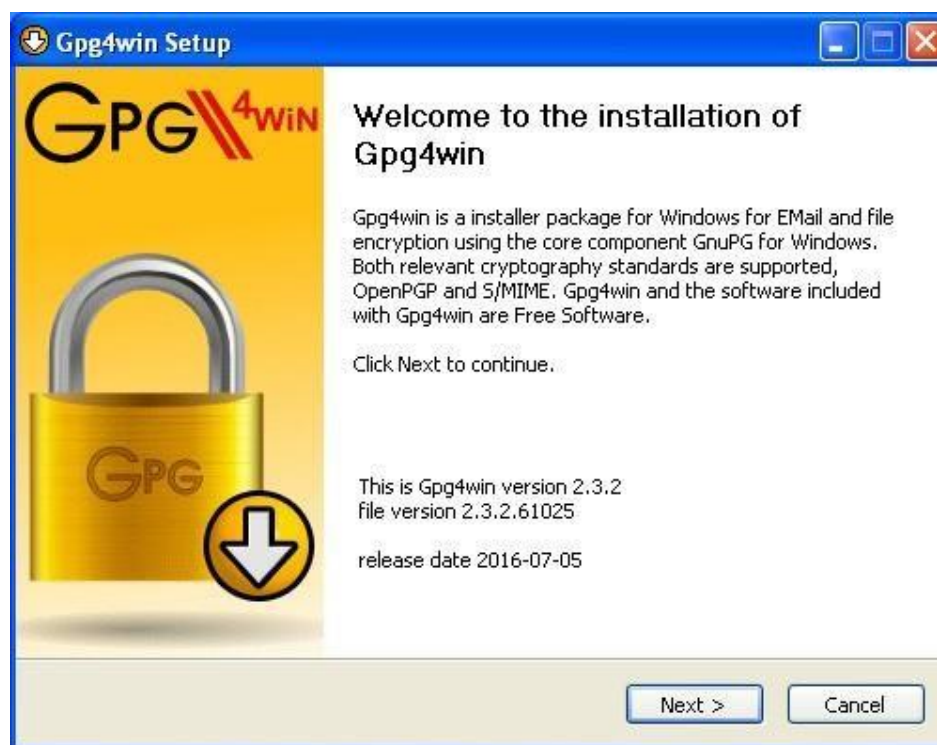 Gpg4win Setup
GPG4WiN
Welcome to the installation of
Gpg4win
Gpg4win is a installer package for Windows for EMail and file
encryption using the core component GnuPG for Windows.
Both relevant cryptography standards are supported,
OpenPGP and S/MIME. Gpg4win and the software included
with Gpg4win are Free Software.
Click Next to continue.
GPG
This is Gpg4win version 2.3.2
file version 2.3.2.61025
release date 2016-07-05
Next >
Cancel